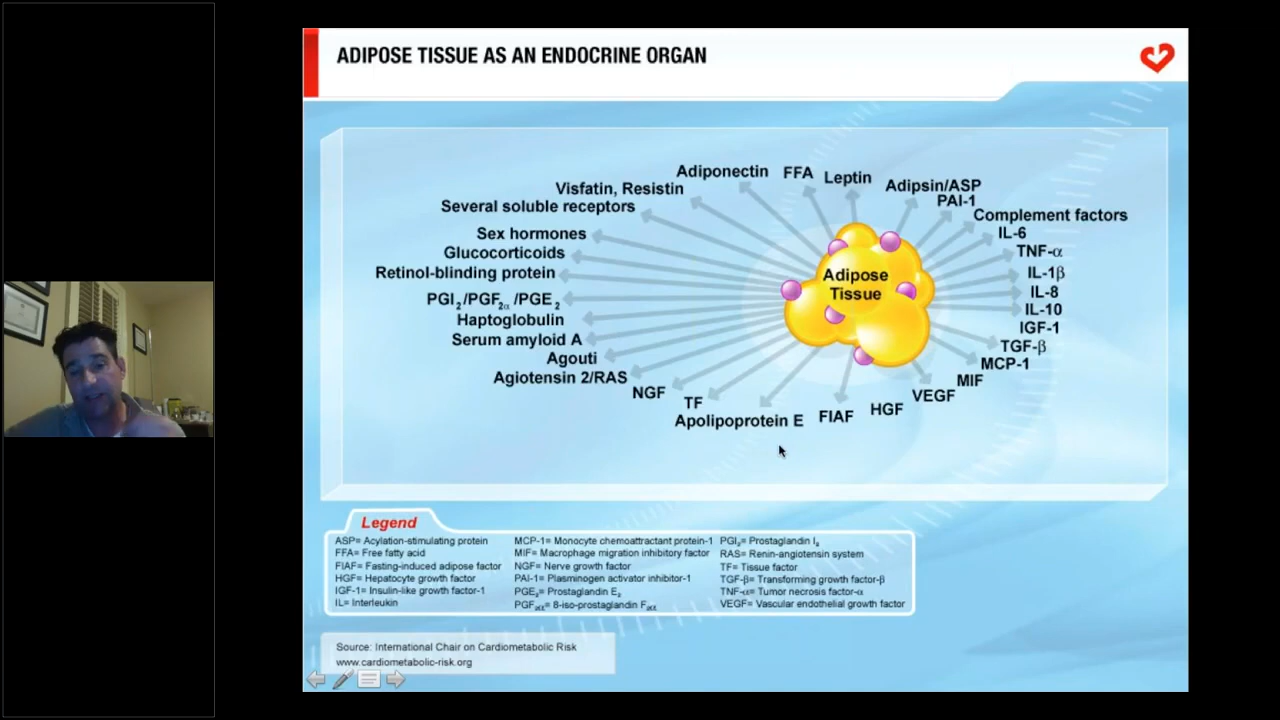 ADIPOSE TISSUE AS AN ENDOCRINE ORGAN
Adiponectin
FFA
Leptin
Visfatin, Resistin
Adipsin/ASP
Several soluble receptors
PAI-1
Complement factors
Sex hormones
IL-6
Glucocorticoids
TNF-α
Retinol-blinding protein
IL-1β
PGI₂/PGF₂α /PGE ₂
IL-8
Haptoglobulin
IL-10
Serum amyloid A
IGF-1
Agouti
TGF-β
Agiotensin 2/RAS
MCP-1
NGF
MIF
TF
VEGF
Apolipoprotein E
FIAF
HGF
Adipose
Tissue
Legend
ASP= Acylation-stimulating protein
FFA= Free fatty acid
FIAF= Fasting-induced adipose factor
HGF= Hepatocyte growth factor
IGF-1= Insulin-like growth factor-1
IL= Interleukin
MCP-1= Monocyte chemoattractant protein-1
MIF= Macrophage migration inhibitory factor
NGF= Nerve growth factor
PAI-1= Plasminogen activator inhibitor-1
PGE₂= Prostaglandin E₂
= 8-iso-prostaglandin
= Prostaglandin
RAS= Renin-angiotensin system
TF= Tissue factor
TGF-β= Transforming growth factor-β
TNF-α= Tumor necrosis factor-α
VEGF= Vascular endothelial growth factor
Source: International Chair on Cardiometabolic Risk
www.cardiometabolic-risk.org